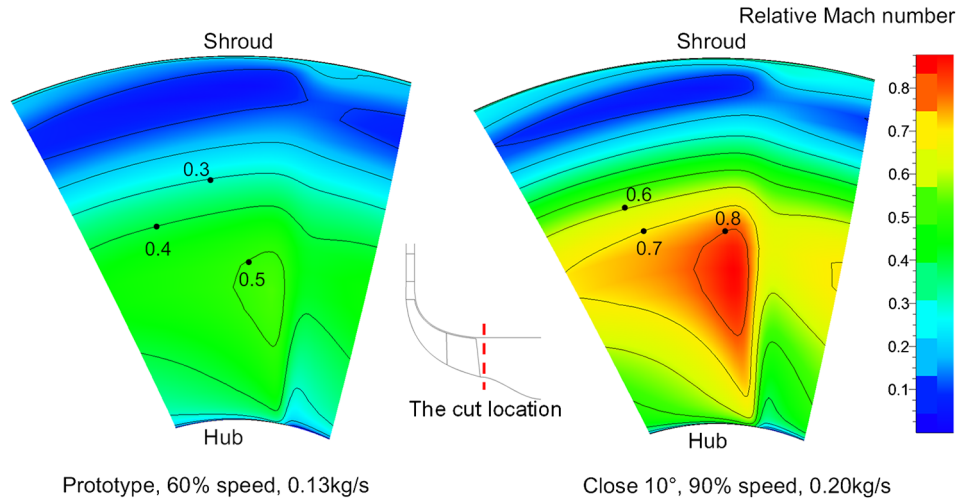 Relative Mach number
Shroud
Shroud
0.3
0.4
0.5
0.6
0.7
0.8
0.8
0.7
0.6
0.5
0.4
0.3
0.2
0.1
The cut location
Hub
Hub
Prototype, 60% speed, 0.13kg/s
Close 10°, 90% speed, 0.20kg/s